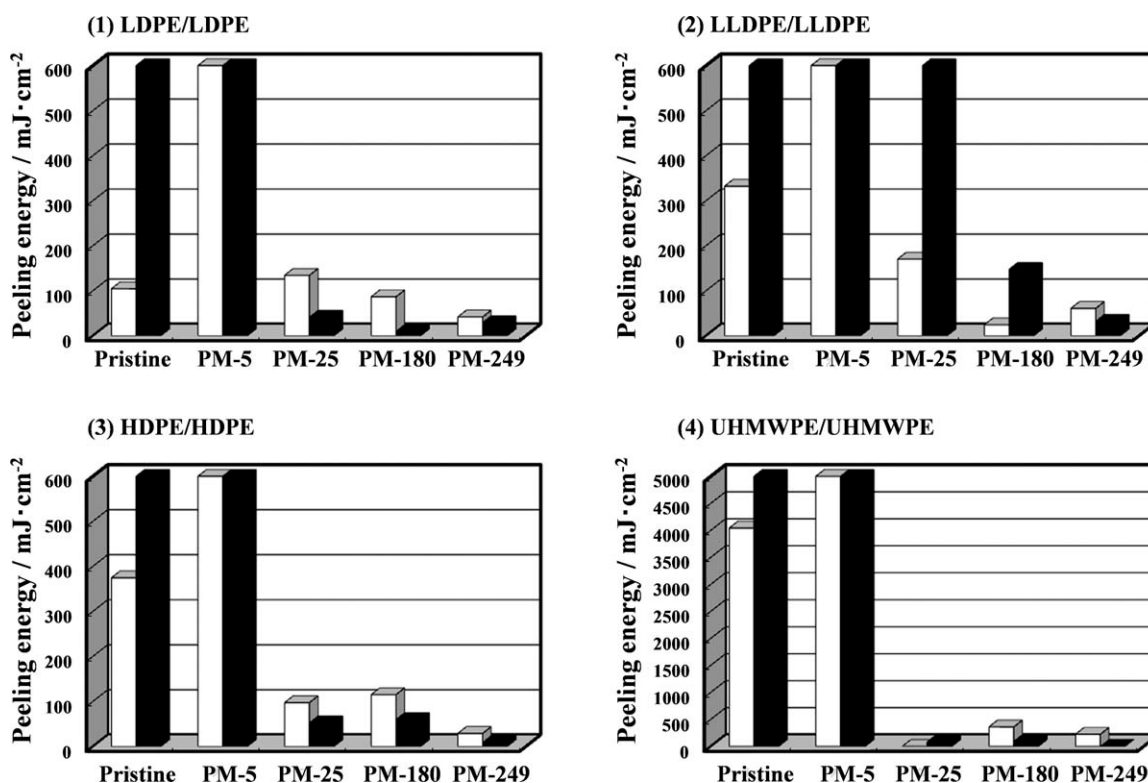 (1) LDPE/LDPE
Peeling energy / mJ·cm⁻²
600
500
400
300
200
100
0
Pristine PM-5 PM-25 PM-180 PM-249
(2) LLDPE/LLDPE
Peeling energy / mJ·cm⁻²
600
500
400
300
200
100
0
Pristine PM-5 PM-25 PM-180 PM-249
(3) HDPE/HDPE
Peeling energy / mJ·cm⁻²
600
500
400
300
200
100
0
Pristine PM-5 PM-25 PM-180 PM-249
(4) UHMWPE/UHMWPE
Peeling energy / mJ·cm⁻²
5000
4500
4000
3500
3000
2500
2000
1500
1000
500
0
Pristine PM-5 PM-25 PM-180 PM-249